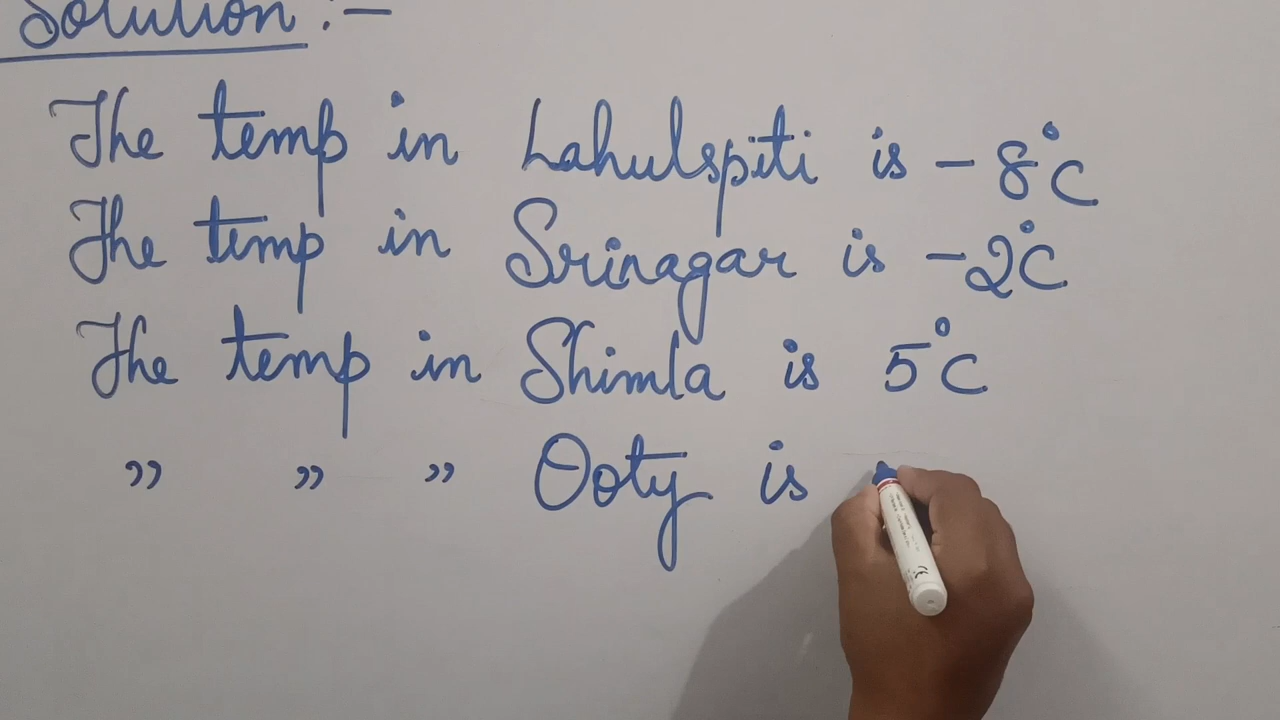 Solution :-
The temp in Lahulspiti is - 8°C
The temp in Srinagar is -2°C
The temp in Shimla is 5°C
" " " Ooty is